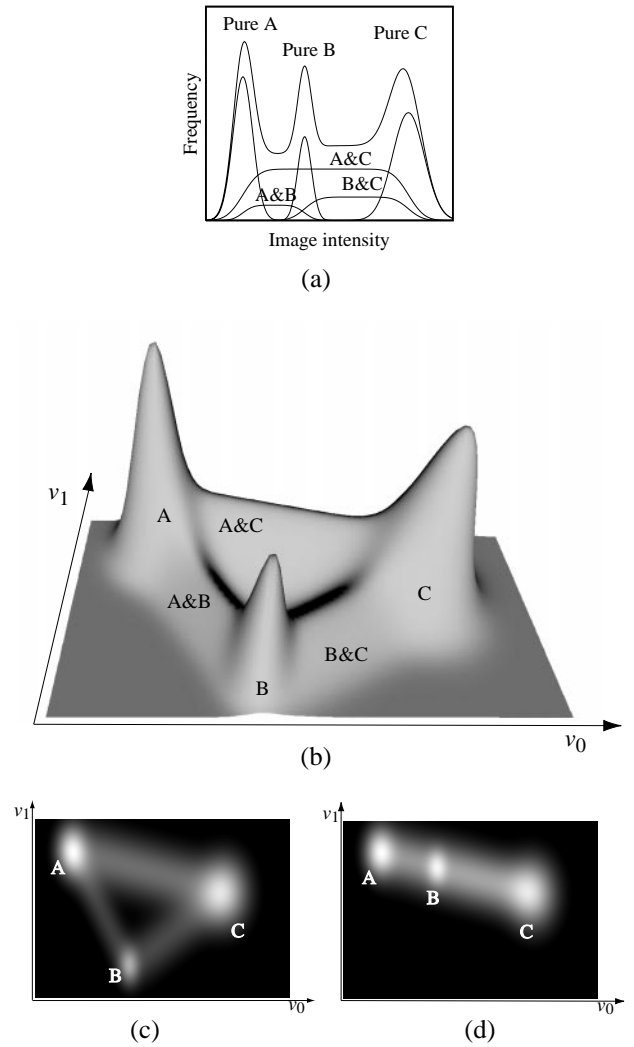 Pure A
Pure B
Pure C
Frequency
A&C
B&C
A&B
Image intensity
(a)
v1
A
A&C
A&B
C
B&C
B
v0
(b)
v1
A
B
C
v0
(c)
v1
A
B
C
v0
(d)